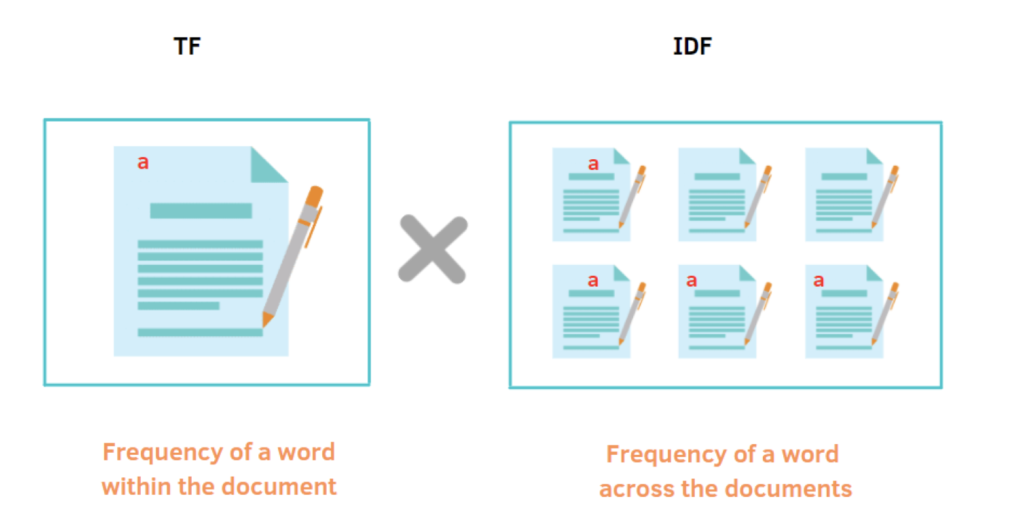 TF
IDF
a
a
a
a
a
Frequency of a word
within the document
Frequency of a word
across the documents